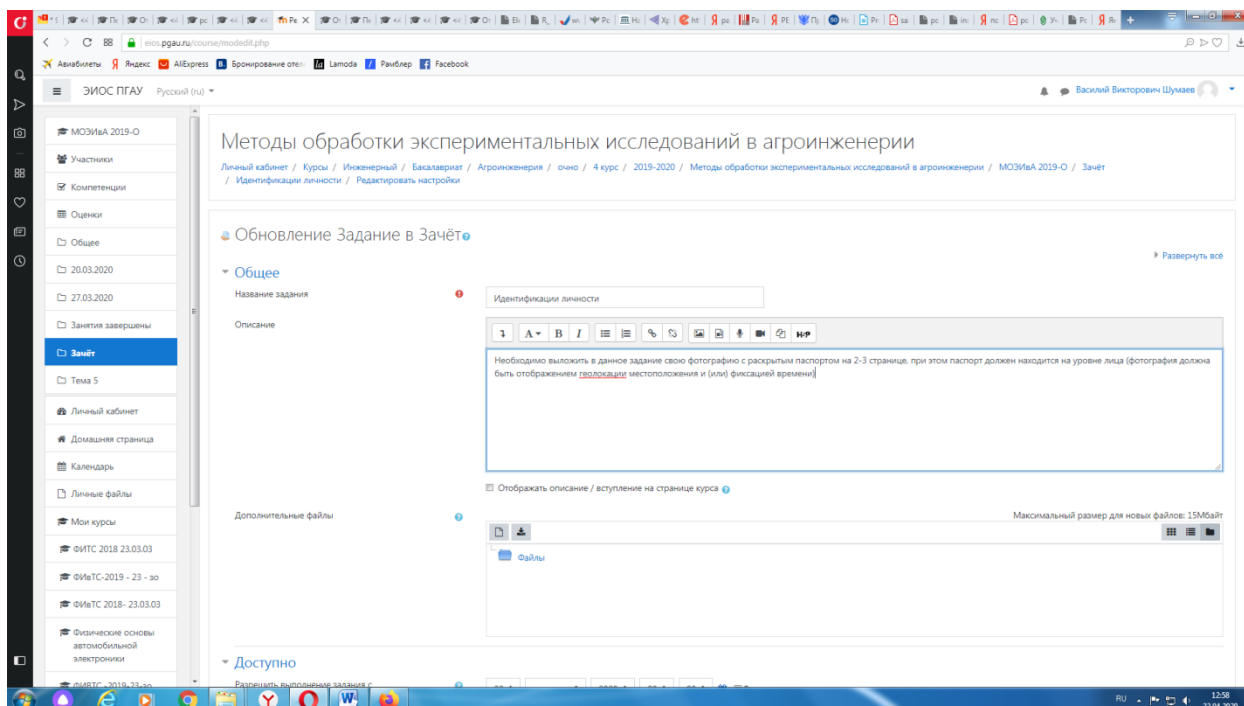 eios.pgau.ru/course/modedit.php
Авиабилеты Яндекс AliExpress Бронирование отел Lamoda Рамблер Facebook
ЭИОС ПГАУ Русский (ru)
Василий Викторович Шумаев
МОЭИвА 2019-О
Участники
Компетенции
Оценки
Общее
20.03.2020
27.03.2020
Занятия завершены
Зачёт
Тема 5
Личный кабинет
Домашняя страница
Календарь
Личные файлы
Мои курсы
ФИТС 2018 23.03.03
ФИвТС-2019 - 23 - зо
ФИвТС 2018- 23.03.03
Физические основы
автомобильной
электроники
Методы обработки экспериментальных исследований в агроинженерии
Личный кабинет / Курсы / Инженерный / Бакалавриат / Агроинженерия / очно / 4 курс / 2019-2020 / Методы обработки экспериментальных исследований в агроинженерии / МОЭИвА 2019-О / Зачёт
/ Идентификации личности / Редактировать настройки
Обновление Задание в Зачёт
Развернуть всё
Общее
Название задания
Идентификации личности
Описание
Необходимо выложить в данное задание свою фотографию с раскрытым паспортом на 2-3 странице, при этом паспорт должен находится на уровне лица (фотография должна
быть отображением геолокации местоположения и (или) фиксацией времени)
Отображать описание / вступление на странице курса
Дополнительные файлы
Максимальный размер для новых файлов: 15Мбайт
Файлы
Доступно
Разрешить выполнение задания с
RU
12:58